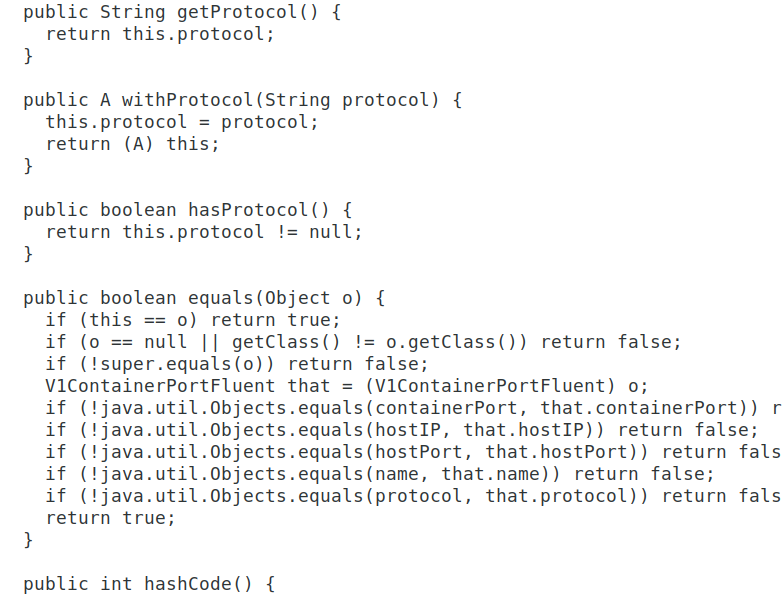 public String getProtocol() {
return this.protocol;
}
public A withProtocol(String protocol) {
this.protocol = protocol;
return (A) this;
}
public boolean hasProtocol() {
return this.protocol != null;
}
public boolean equals(Object o) {
if (this == o) return true;
if (o == null || getClass() != o.getClass()) return false;
if (!super.equals(o)) return false;
V1ContainerPortFluent that = (V1ContainerPortFluent) o;
if (!java.util.Objects.equals(containerPort, that.containerPort)) r
if (!java.util.Objects.equals(hostIP, that.hostIP)) return false;
if (!java.util.Objects.equals(hostPort, that.hostPort)) return fals
if (!java.util.Objects.equals(name, that.name)) return false;
if (!java.util.Objects.equals(protocol, that.protocol)) return fals
return true;
}
public int hashCode() {